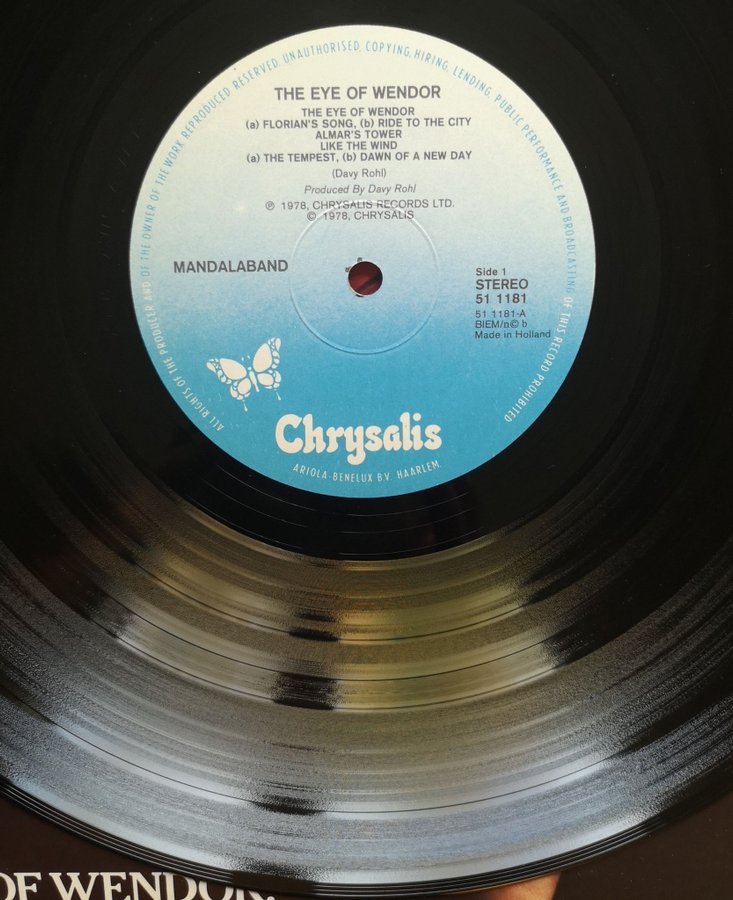 ALL RIGHTS OF THE PRODUCER AND OF THE OWNER OF THE WORK REPRODUCED RESERVED. UNAUTHORISED, COPYING, HIRING, LENDING, PUBLIC PERFORMANCE AND BROADCASTING OF THIS RECORD PROHIBITED
THE EYE OF WENDOR
THE EYE OF WENDOR
(a) FLORIAN'S SONG, (b) RIDE TO THE CITY
ALMAR'S TOWER
LIKE THE WIND
(a) THE TEMPEST, (b) DAWN OF A NEW DAY
(Davy Rohl)
Produced By Davy Rohl
℗ 1978, CHRYSALIS RECORDS LTD.
© 1978, CHRYSALIS
MANDALABAND
Side 1
STEREO
51 1181
51 1181-A
BIEM/n© b
Made in Holland
Chrysalis
ARIOLA-BENELUX B.V. HAARLEM.
OF WENDOR.